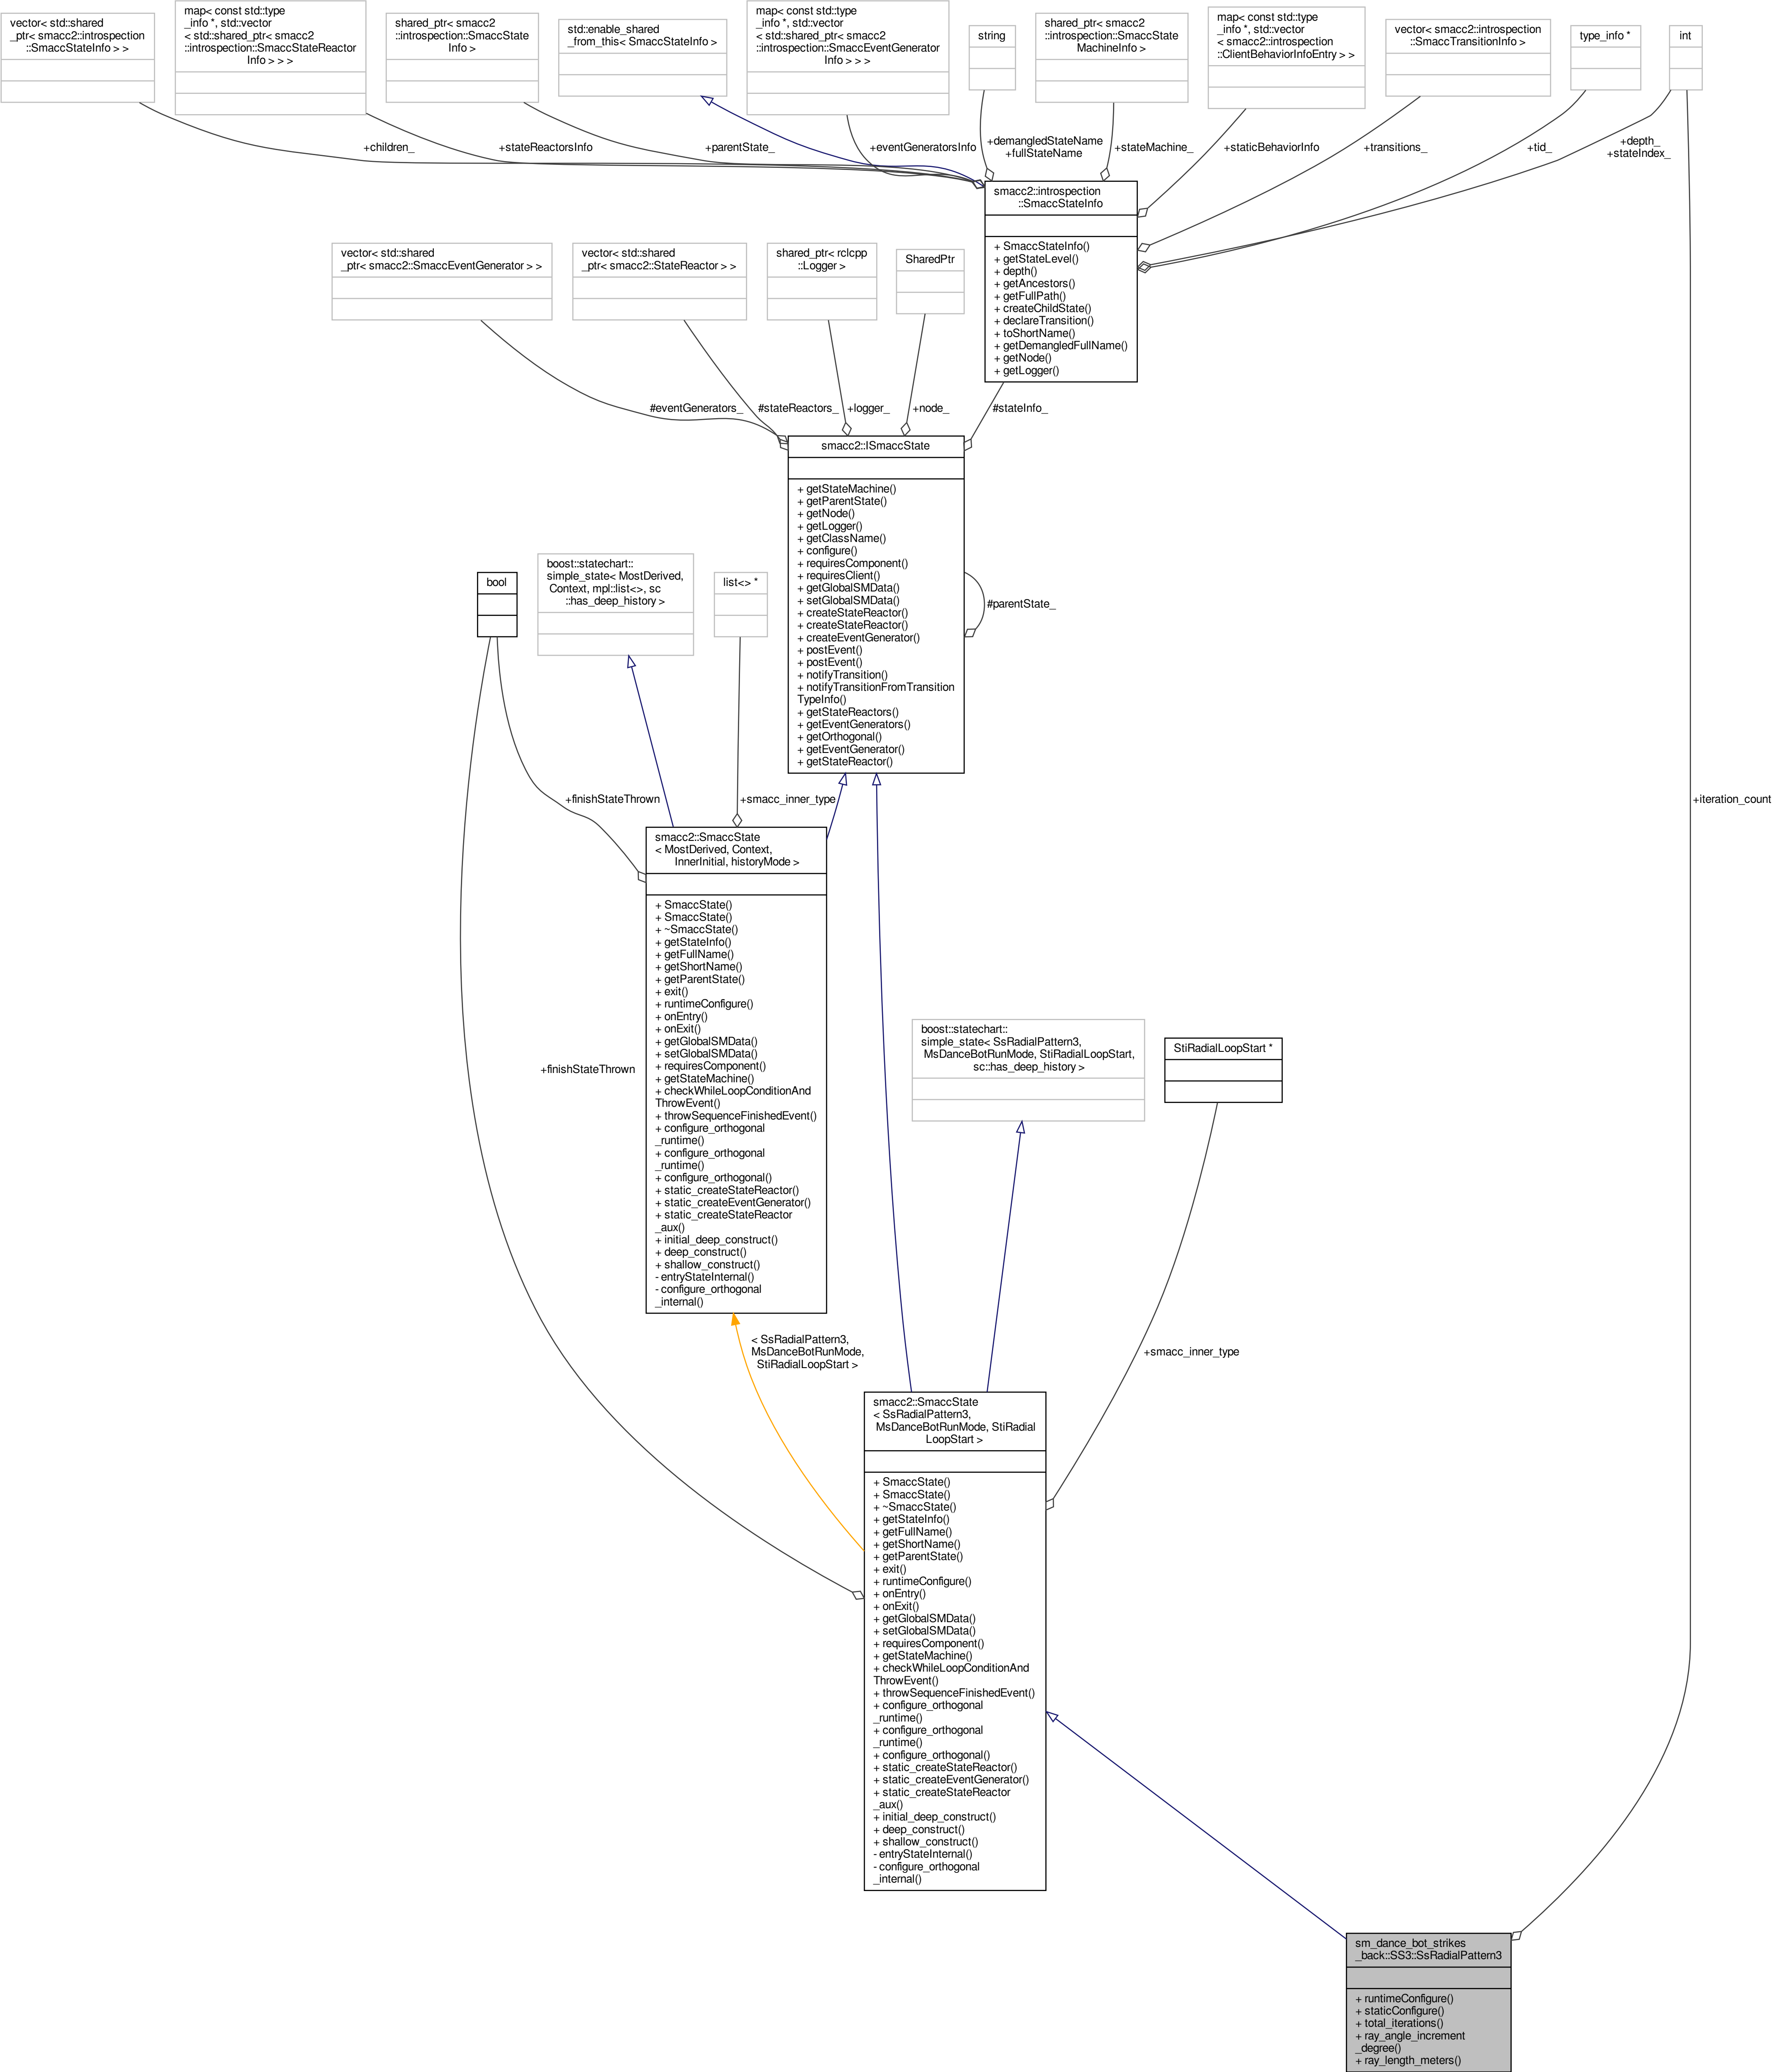 vector< std::shared
_ptr< smacc2::introspection
::SmaccStateInfo > >
map< const std::type
_info *, std::vector
< std::shared_ptr< smacc2
::introspection::SmaccStateReactor
Info > > >
shared_ptr< smacc2
::introspection::SmaccState
Info >
std::enable_shared
_from_this< SmaccStateInfo >
map< const std::type
_info *, std::vector
< std::shared_ptr< smacc2
::introspection::SmaccEventGenerator
Info > > >
string
shared_ptr< smacc2
::introspection::SmaccState
MachineInfo >
map< const std::type
_info *, std::vector
< smacc2::introspection
::ClientBehaviorInfoEntry > >
vector< smacc2::introspection
::SmaccTransitionInfo >
type_info *
int
+children_
+stateReactorsInfo
+parentState_
+eventGeneratorsInfo
+demangledStateName
+fullStateName
+stateMachine_
+staticBehaviorInfo
+transitions_
+tid_
+depth_
+stateIndex_
smacc2::introspection
::SmaccStateInfo
+ SmaccStateInfo()
+ getStateLevel()
+ depth()
+ getAncestors()
+ getFullPath()
+ createChildState()
+ declareTransition()
+ toShortName()
+ getDemangledFullName()
+ getNode()
+ getLogger()
vector< std::shared
_ptr< smacc2::SmaccEventGenerator > >
vector< std::shared
_ptr< smacc2::StateReactor > >
shared_ptr< rclcpp
::Logger >
SharedPtr
#eventGenerators_
#stateReactors_
+logger_
+node_
#stateInfo_
smacc2::ISmaccState
+ getStateMachine()
+ getParentState()
+ getNode()
+ getLogger()
+ getClassName()
+ configure()
+ requiresComponent()
+ requiresClient()
+ getGlobalSMData()
+ setGlobalSMData()
+ createStateReactor()
+ createStateReactor()
+ createEventGenerator()
+ postEvent()
+ postEvent()
+ notifyTransition()
+ notifyTransitionFromTransition
TypeInfo()
+ getStateReactors()
+ getEventGenerators()
+ getOrthogonal()
+ getEventGenerator()
+ getStateReactor()
#parentState_
bool
boost::statechart::
simple_state< MostDerived,
Context, mpl::list<>, sc
::has_deep_history >
list<> *
+finishStateThrown
+smacc_inner_type
+iteration_count
smacc2::SmaccState
< MostDerived, Context,
InnerInitial, historyMode >
+ SmaccState()
+ SmaccState()
+ ~SmaccState()
+ getStateInfo()
+ getFullName()
+ getShortName()
+ getParentState()
+ exit()
+ runtimeConfigure()
+ onEntry()
+ onExit()
+ getGlobalSMData()
+ setGlobalSMData()
+ requiresComponent()
+ getStateMachine()
+ checkWhileLoopConditionAnd
ThrowEvent()
+ throwSequenceFinishedEvent()
+ configure_orthogonal
_runtime()
+ configure_orthogonal
_runtime()
+ configure_orthogonal()
+ static_createStateReactor()
+ static_createEventGenerator()
+ static_createStateReactor
_aux()
+ initial_deep_construct()
+ deep_construct()
+ shallow_construct()
- entryStateInternal()
- configure_orthogonal
_internal()
+finishStateThrown
boost::statechart::
simple_state< SsRadialPattern3,
MsDanceBotRunMode, StiRadialLoopStart,
sc::has_deep_history >
StiRadialLoopStart *
< SsRadialPattern3,
MsDanceBotRunMode,
StiRadialLoopStart >
+smacc_inner_type
smacc2::SmaccState
< SsRadialPattern3,
MsDanceBotRunMode, StiRadial
LoopStart >
+ SmaccState()
+ SmaccState()
+ ~SmaccState()
+ getStateInfo()
+ getFullName()
+ getShortName()
+ getParentState()
+ exit()
+ runtimeConfigure()
+ onEntry()
+ onExit()
+ getGlobalSMData()
+ setGlobalSMData()
+ requiresComponent()
+ getStateMachine()
+ checkWhileLoopConditionAnd
ThrowEvent()
+ throwSequenceFinishedEvent()
+ configure_orthogonal
_runtime()
+ configure_orthogonal
_runtime()
+ configure_orthogonal()
+ static_createStateReactor()
+ static_createEventGenerator()
+ static_createStateReactor
_aux()
+ initial_deep_construct()
+ deep_construct()
+ shallow_construct()
- entryStateInternal()
- configure_orthogonal
_internal()
sm_dance_bot_strikes
_back::SS3::SsRadialPattern3
+ runtimeConfigure()
+ staticConfigure()
+ total_iterations()
+ ray_angle_increment
_degree()
+ ray_length_meters()